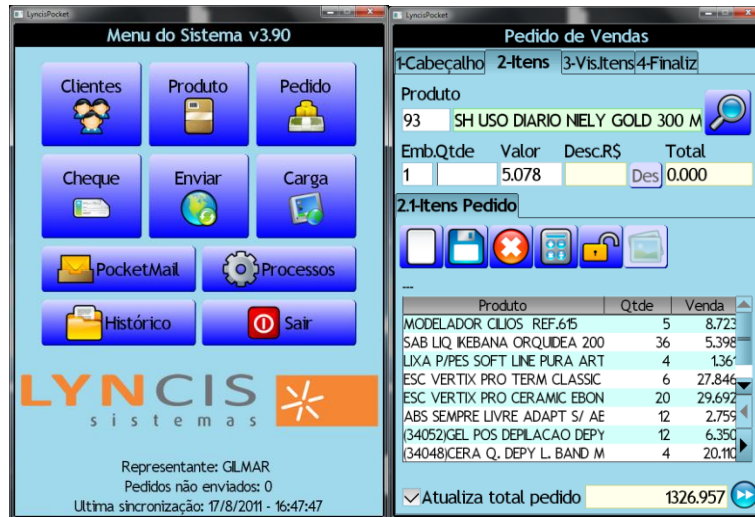 LyncisPocket
Menu do Sistema v3.90
Clientes
Produto
Pedido
Cheque
Enviar
Carga
PocketMail
Processos
Histórico
Sair
LYNCIS
sistemas
Representante: GILMAR
Pedidos não enviados: 0
Ultima sincronização: 17/8/2011 - 16:47:47
LyncisPocket
Pedido de Vendas
1-Cabeçalho 2-Itens 3-Vis.Itens 4-Finaliz
Produto
93 SH USO DIARIO NIELY GOLD 300 M
Emb. Qtde Valor Desc.R$ Total
1 5.078 Des 0.000
2.1-Itens Pedido
---
Produto Qtde Venda
MODELADOR CILIOS REF.615 5 8.723
SAB LIQ IKEBANA ORQUIDEA 200 36 5.398
LIXA P/PES SOFT LINE PURA ART 4 1.361
ESC VERTIX PRO TERM CLASSIC 6 27.846
ESC VERTIX PRO CERAMIC EBON 20 29.692
ABS SEMPRE LIVRE ADAPT S/ AE 12 2.759
(34052)GEL POS DEPILACAO DEPY 12 6.350
(34048)CERA Q. DEPY L. BAND M 4 20.110
Atualiza total pedido 1326.957